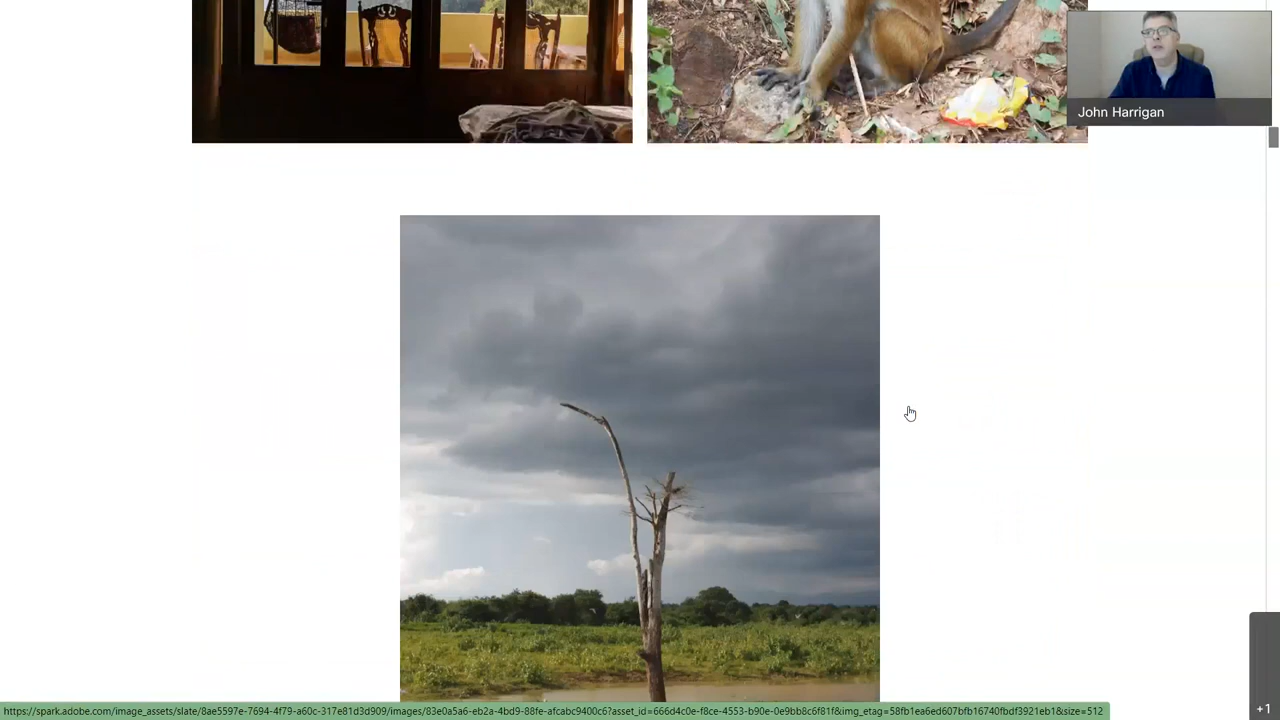 John Harrigan
https://spark.adobe.com/image_assets/slate/8ae5597e-7694-4f79-a60c-317e81d3d909/images/83e0a5a6-eb2a-4bd9-88fe-afcabc9400c6?asset_id=666d4c0e-f8ce-4553-b90e-0e9bb8c6f81f&img_etag=58fb1ea6ed607bfb16740fbdf3921eb1&size=512
+1